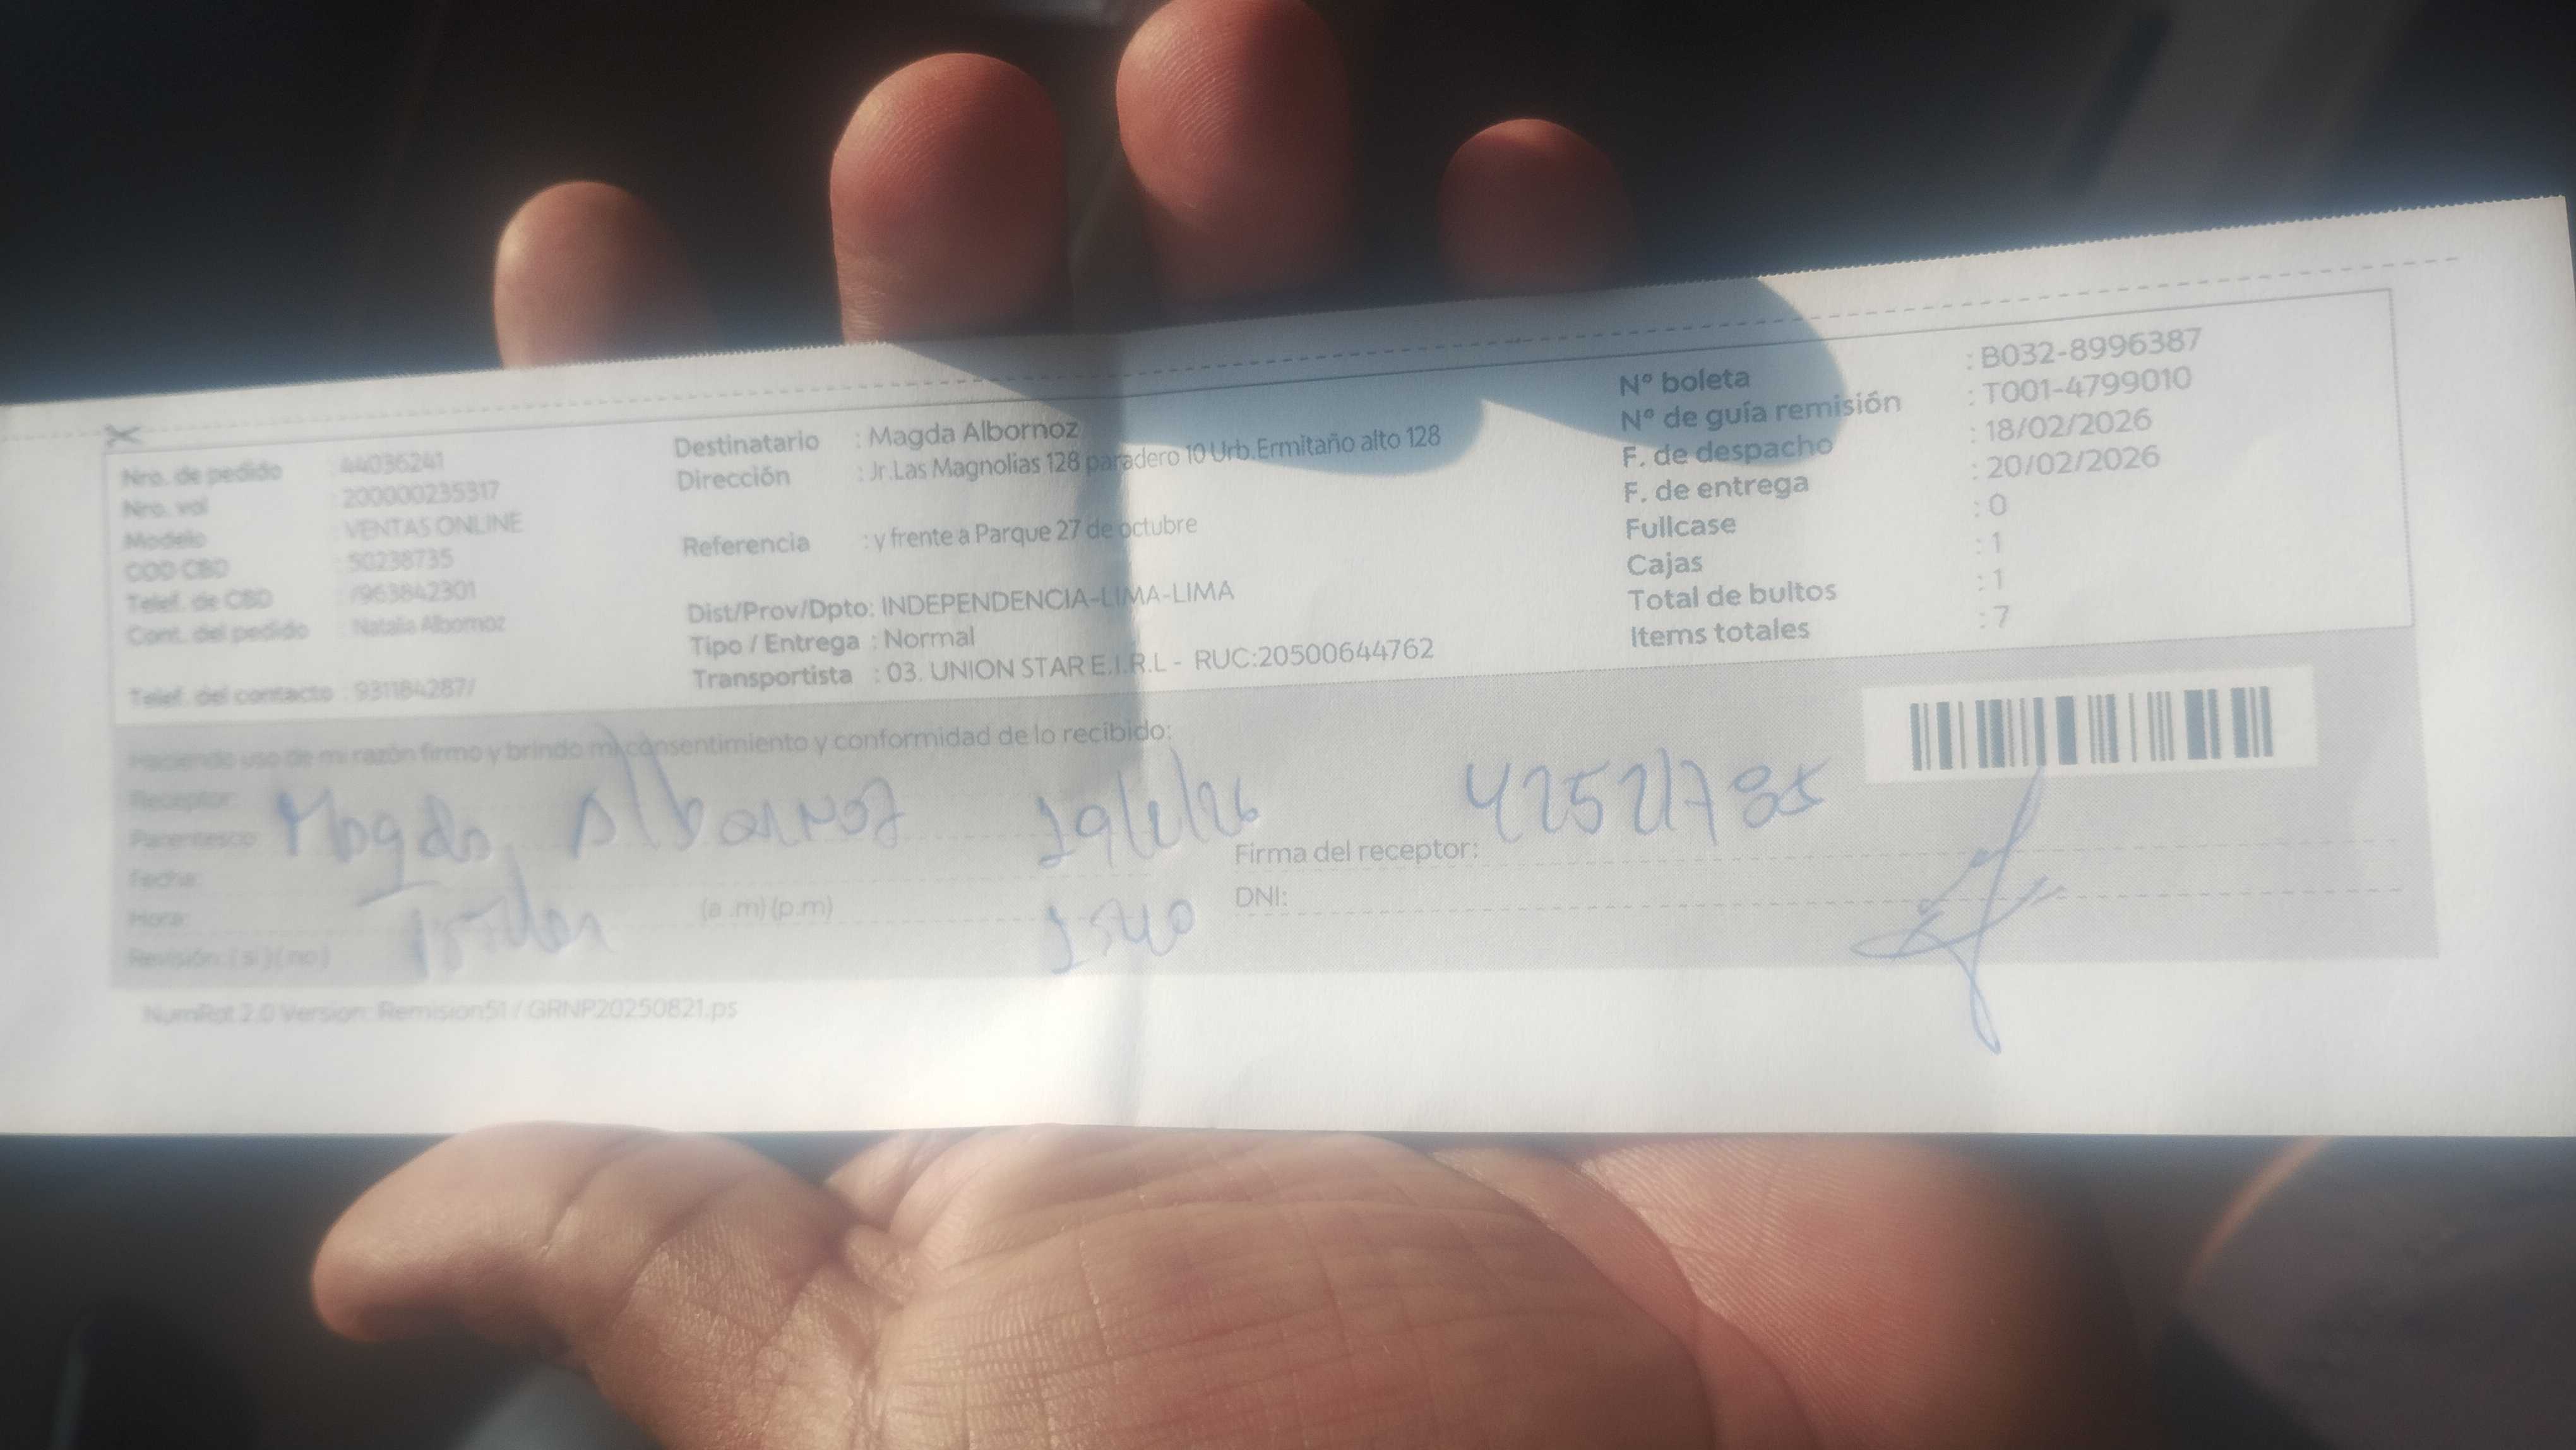 Nro. de pedido : 44036241
Nro. val : 200000235317
Modelo : VENTAS ONLINE
COD CBD : 50238735
Telef. de CBD : /963842301
Cont. del pedido : Natalia Albornoz
Telef. del contacto : 931184287/
Destinatario : Magda Albornoz
Dirección : Jr.Las Magnolias 128 paradero 10 Urb.Ermitaño alto 128
Referencia : y frente a Parque 27 de octubre
Dist/Prov/Dpto: INDEPENDENCIA-LIMA-LIMA
Tipo / Entrega : Normal
Transportista : 03. UNION STAR E.I.R.L - RUC:20500644762
N° boleta : B032-8996387
N° de guía remisión : T001-4799010
F. de despacho : 18/02/2026
F. de entrega : 20/02/2026
Fullcase : 0
Cajas : 1
Total de bultos : 1
Items totales : 7
Haciendo uso de mi razón firmo y brindo mi consentimiento y conformidad de lo recibido:
Receptor: Magda Albornoz
Parentesco
Fecha:
Hora: (a .m) (p.m) 1540
Revisión: ( si ) ( no )
Firma del receptor:
DNI:
NumRot 2.0 Version: Remision51 / GRNP20250821.ps